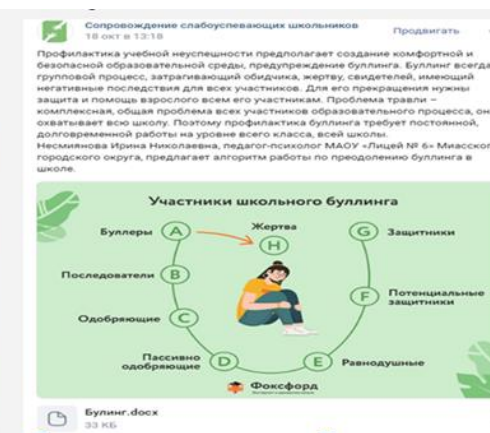 Сопровождение слабоуспевающих школьников
18 окт в 13:18
Продвигать
Профилактика учебной неуспешности предполагает создание комфортной и
безопасной образовательной среды, предупреждение буллинга. Буллинг всегда
групповой процесс, затрагивающий обидчика, жертву, свидетелей, имеющий
негативные последствия для всех участников. Для его прекращения нужны
защита и помощь взрослого всем его участникам. Проблема травли –
комплексная, общая проблема всех участников образовательного процесса, он
охватывает всю школу. Поэтому профилактика буллинга требует постоянной,
долговременной работы на уровне всего класса, всей школы.
Несмиянова Ирина Николаевна, педагог-психолог МАОУ «Лицей № 6» Миасског
городского округа, предлагает алгоритм работы по преодолению буллинга в
школе.
Участники школьного буллинга
Буллеры A
Жертва
H
G Защитники
Последователи B
F Потенциальные
защитники
Одобряющие C
Пассивно
одобряющие D
E Равнодушные
Фоксфорд
Булинг.docx
33 КБ